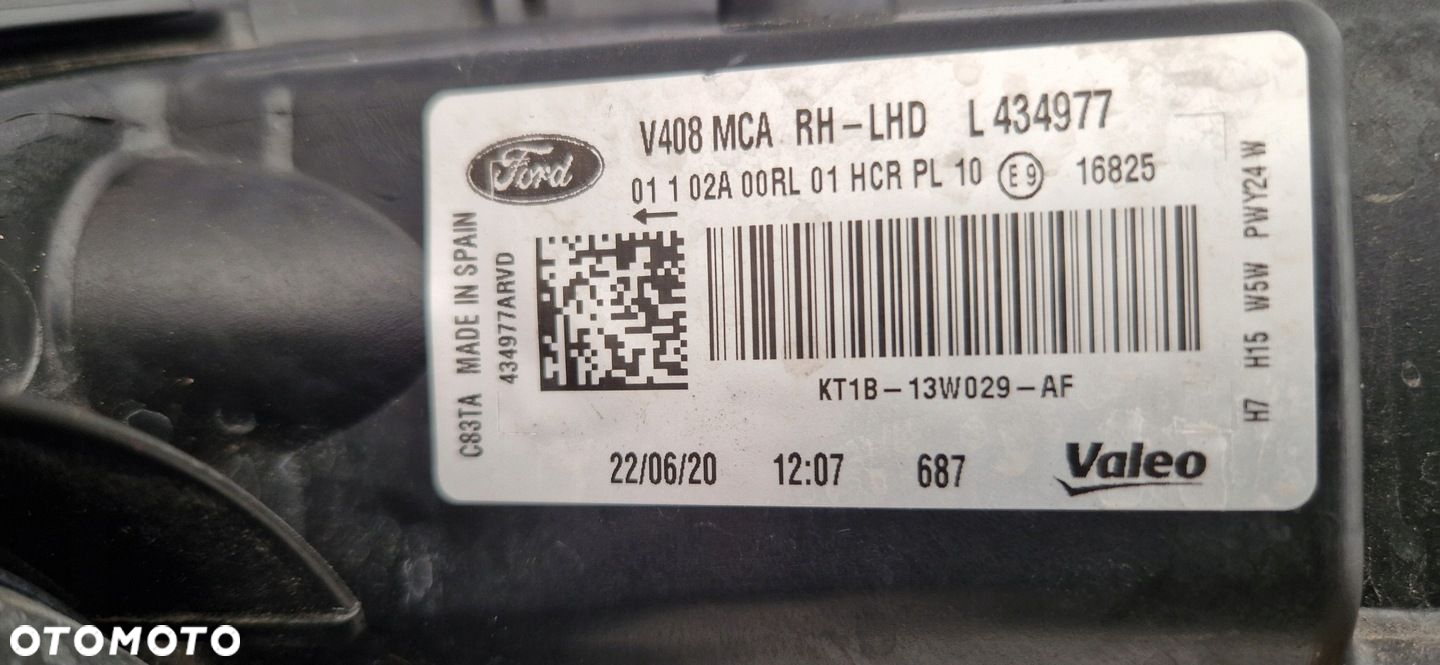 Ford
V408 MCA RH-LHD L 434977
01 1 02A 00RL 01 HCR PL 10 E9 16825
C83TA MADE IN SPAIN
434977ARVD
KT1B-13W029-AF
22/06/20 12:07 687 Valeo
H7 H15 W5W PWY24W
OTOMOTO